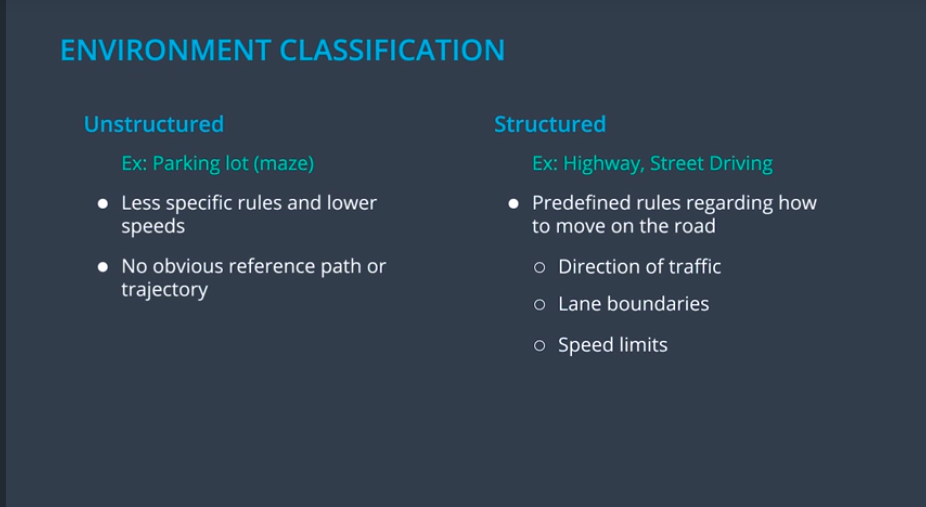 ENVIRONMENT CLASSIFICATION
Unstructured
Ex: Parking lot (maze)
● Less specific rules and lower
speeds
● No obvious reference path or
trajectory
Structured
Ex: Highway, Street Driving
● Predefined rules regarding how
to move on the road
○ Direction of traffic
○ Lane boundaries
○ Speed limits